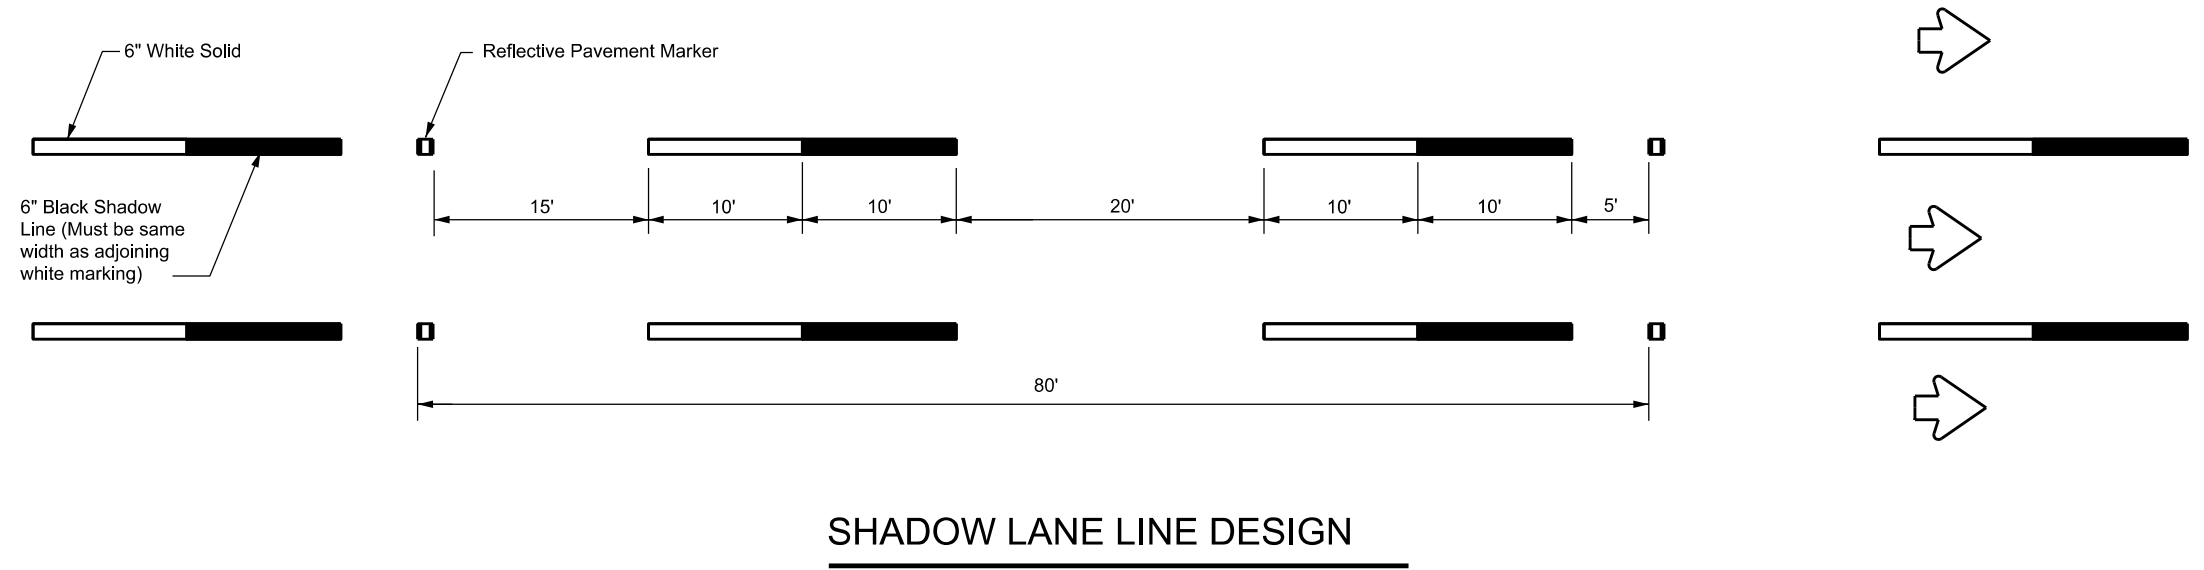 6" White Solid
Reflective Pavement Marker
6" Black Shadow
Line (Must be same
width as adjoining
white marking)
15'
10'
10'
20'
10'
10'
5'
80'
SHADOW LANE LINE DESIGN